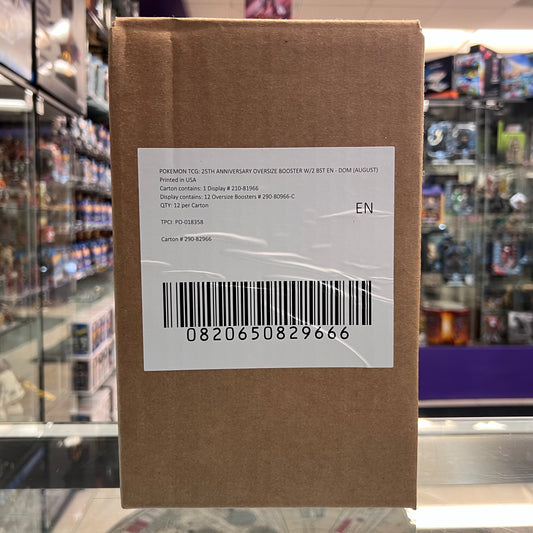 POKEMON TCG: 25TH ANNIVERSARY OVERSIZE BOOSTER W/2 BST EN - DOM (AUGUST)
Printed in USA
Carton contains: 1 Display # 210-81966
Display contains: 12 Oversize Boosters # 290-80966-C
QTY: 12 per Carton
EN
TPCI: PO-018358
Carton # 290-82966
0820650829666